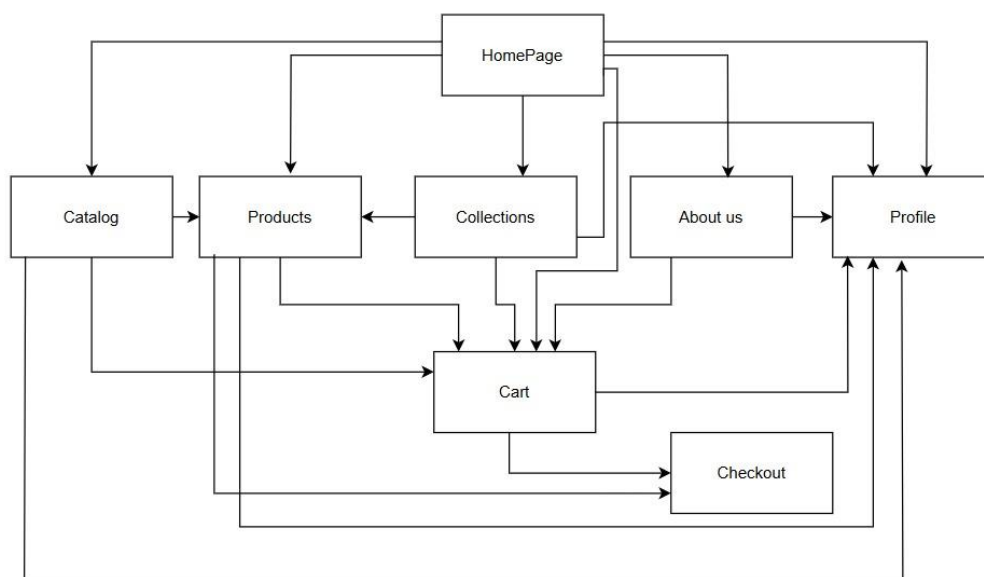 HomePage
Catalog
Products
Collections
About us
Profile
Cart
Checkout